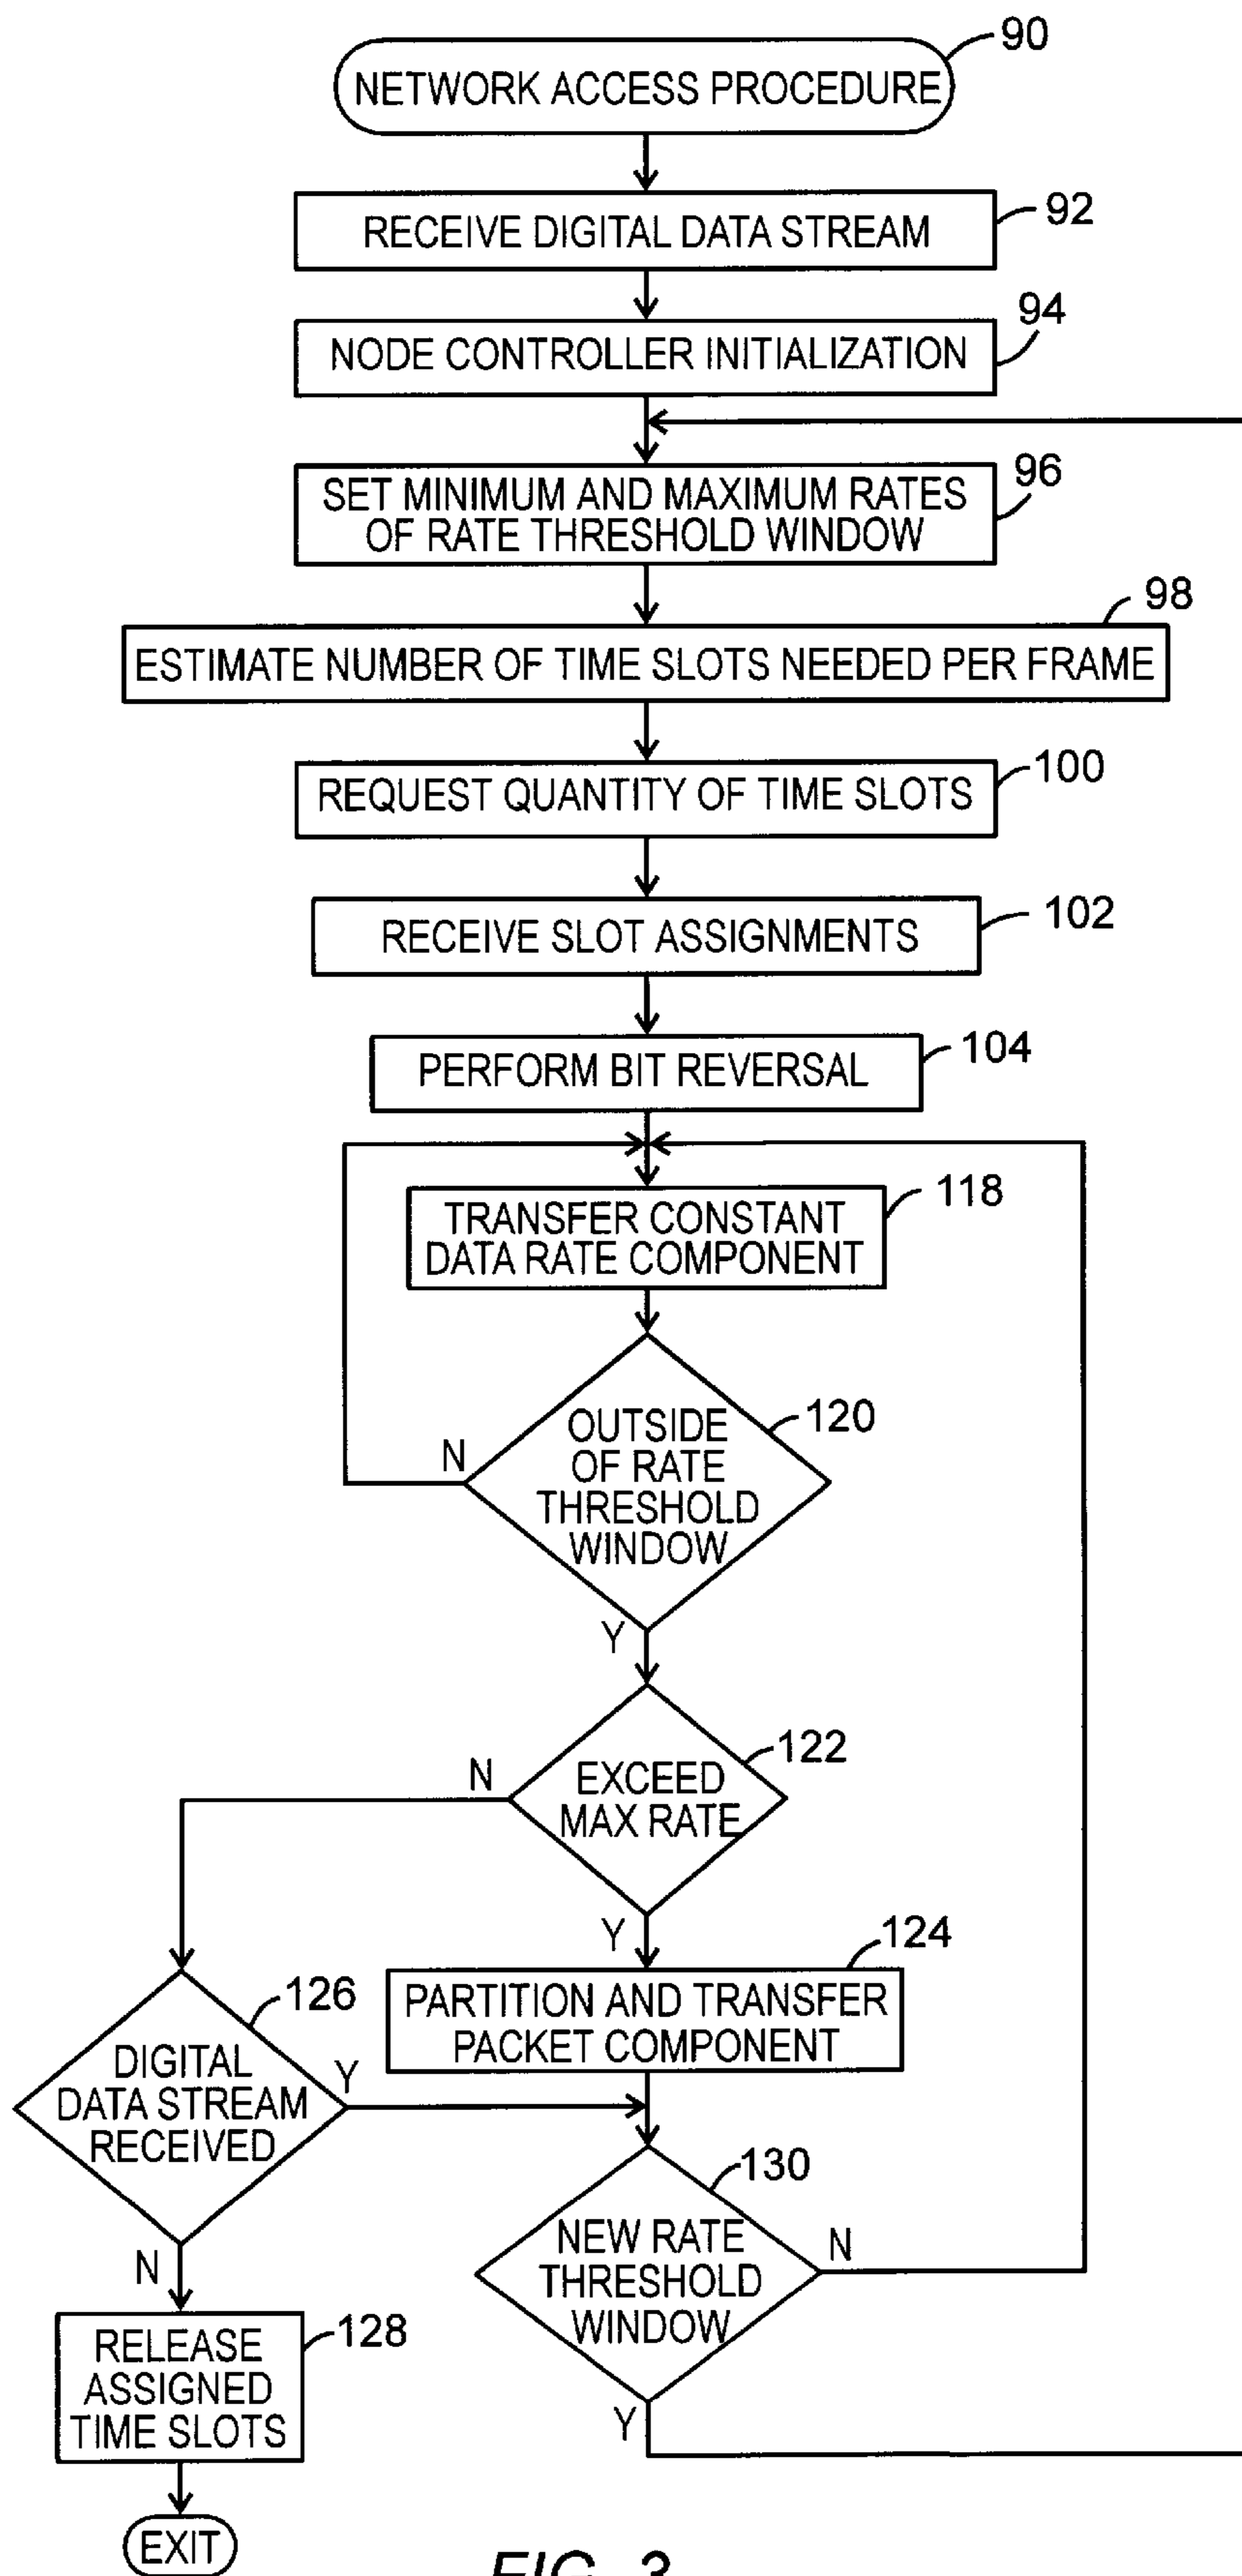 90
NETWORK ACCESS PROCEDURE
92
RECEIVE DIGITAL DATA STREAM
94
NODE CONTROLLER INITIALIZATION
96
SET MINIMUM AND MAXIMUM RATES
OF RATE THRESHOLD WINDOW
98
ESTIMATE NUMBER OF TIME SLOTS NEEDED PER FRAME
100
REQUEST QUANTITY OF TIME SLOTS
102
RECEIVE SLOT ASSIGNMENTS
104
PERFORM BIT REVERSAL
118
TRANSFER CONSTANT
DATA RATE COMPONENT
120
OUTSIDE
OF RATE
THRESHOLD
WINDOW
N
Y
122
EXCEED
MAX RATE
N
Y
124
PARTITION AND TRANSFER
PACKET COMPONENT
126
DIGITAL
DATA STREAM
RECEIVED
Y
N
130
NEW RATE
THRESHOLD
WINDOW
N
Y
128
RELEASE
ASSIGNED
TIME SLOTS
EXIT
FIG. 3